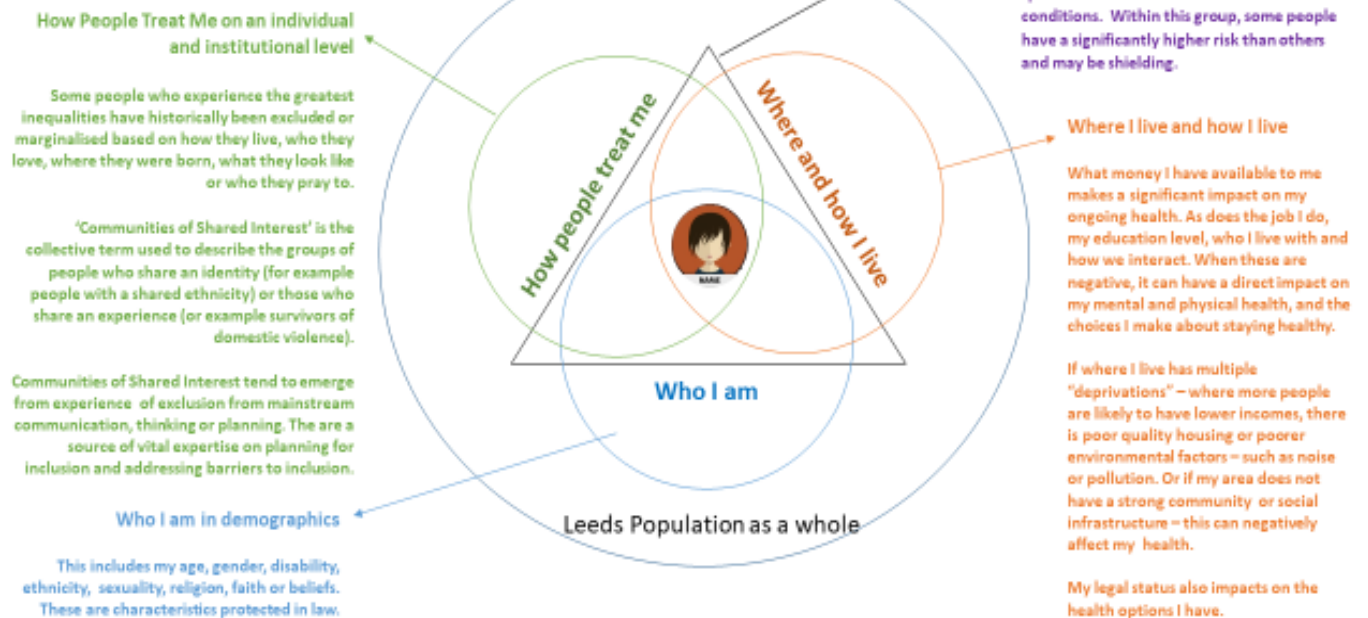 How People Treat Me on an individual
and institutional level
Some people who experience the greatest
inequalities have historically been excluded or
marginalised based on how they live, who they
love, where they were born, what they look like
or who they pray to.
'Communities of Shared Interest' is the
collective term used to describe the groups of
people who share an identity (for example
people with a shared ethnicity) or those who
share an experience (or example survivors of
domestic violence).
Communities of Shared Interest tend to emerge
from experience of exclusion from mainstream
communication, thinking or planning. The are a
source of vital expertise on planning for
inclusion and addressing barriers to inclusion.
Who I am in demographics
This includes my age, gender, disability,
ethnicity, sexuality, religion, faith or beliefs.
These are characteristics protected in law.
How people treat me
Where and how I live
NAME
Who I am
Leeds Population as a whole
conditions. Within this group, some people
have a significantly higher risk than others
and may be shielding.
Where I live and how I live
What money I have available to me
makes a significant impact on my
ongoing health. As does the job I do,
my education level, who I live with and
how we interact. When these are
negative, it can have a direct impact on
my mental and physical health, and the
choices I make about staying healthy.
If where I live has multiple
"deprivations" – where more people
are likely to have lower incomes, there
is poor quality housing or poorer
environmental factors – such as noise
or pollution. Or if my area does not
have a strong community or social
infrastructure – this can negatively
affect my health.
My legal status also impacts on the
health options I have.